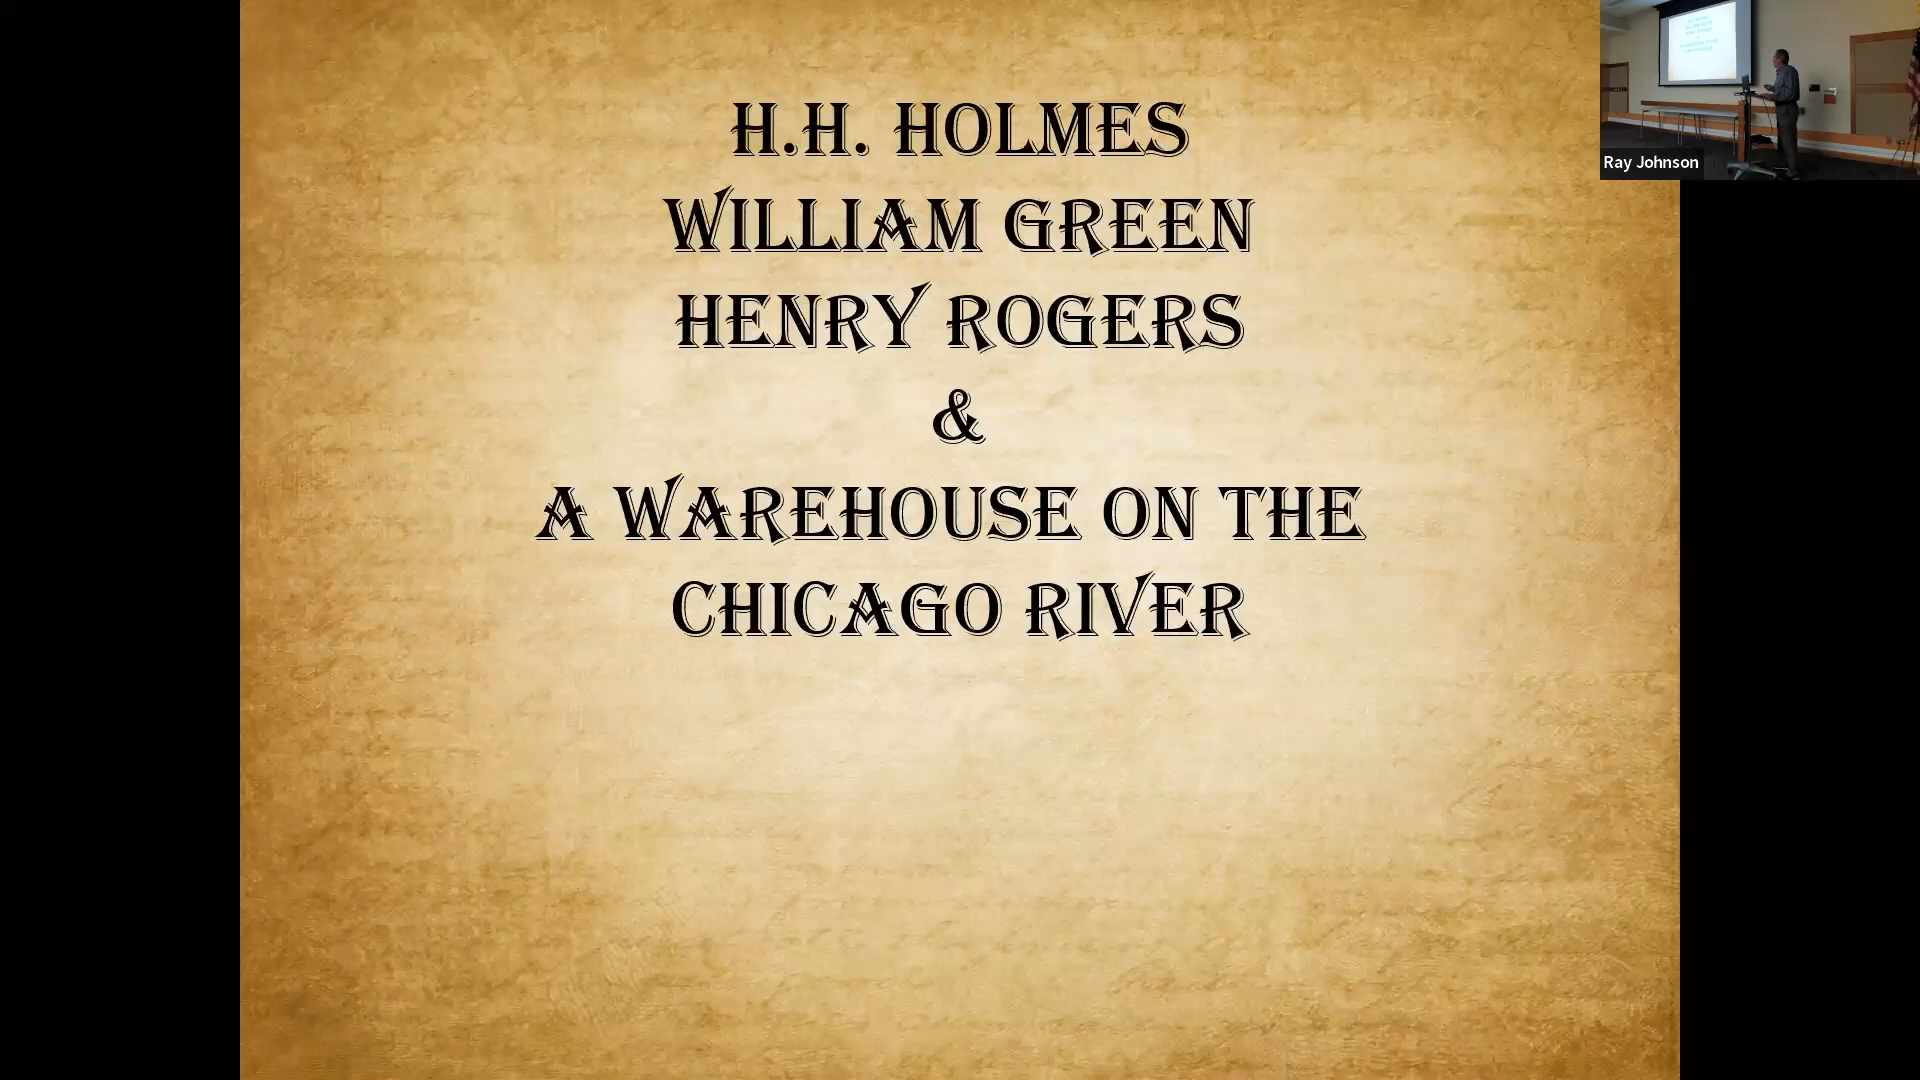 H.H. HOLMES
WILLIAM GREEN
HENRY ROGERS
&
A WAREHOUSE ON THE
CHICAGO RIVER
Ray Johnson